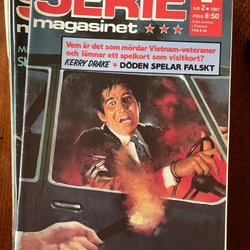 SERIE
magasinet
NR 2 • 1987
PRIS 8:50
Vem är det som mördar Vietnam-veteraner
och lämnar ett spelkort som visitkort?
KERRY DRAKE ★ DÖDEN SPELAR FALSKT